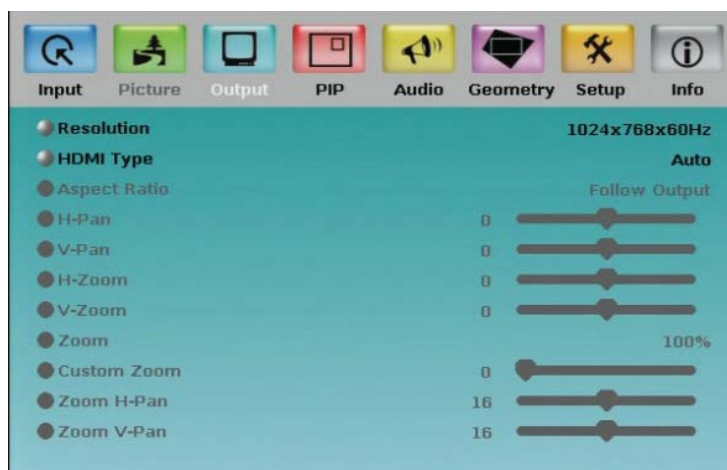 Input Picture Output PIP Audio Geometry Setup Info
Resolution 1024x768x60Hz
HDMI Type Auto
Aspect Ratio Follow Output
H-Pan 0
V-Pan 0
H-Zoom 0
V-Zoom 0
Zoom 100%
Custom Zoom 0
Zoom H-Pan 16
Zoom V-Pan 16